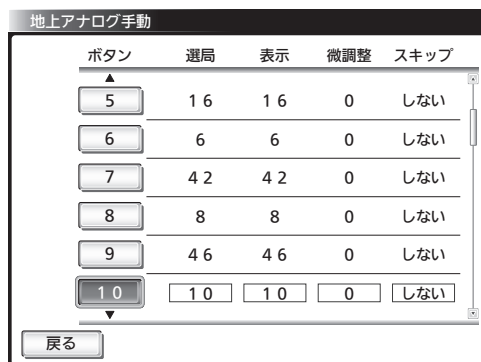 地上アナログ手動
ボタン 選局 表示 微調整 スキップ
5 16 16 0 しない
6 6 6 0 しない
7 42 42 0 しない
8 8 8 0 しない
9 46 46 0 しない
10 10 10 0 しない
戻る